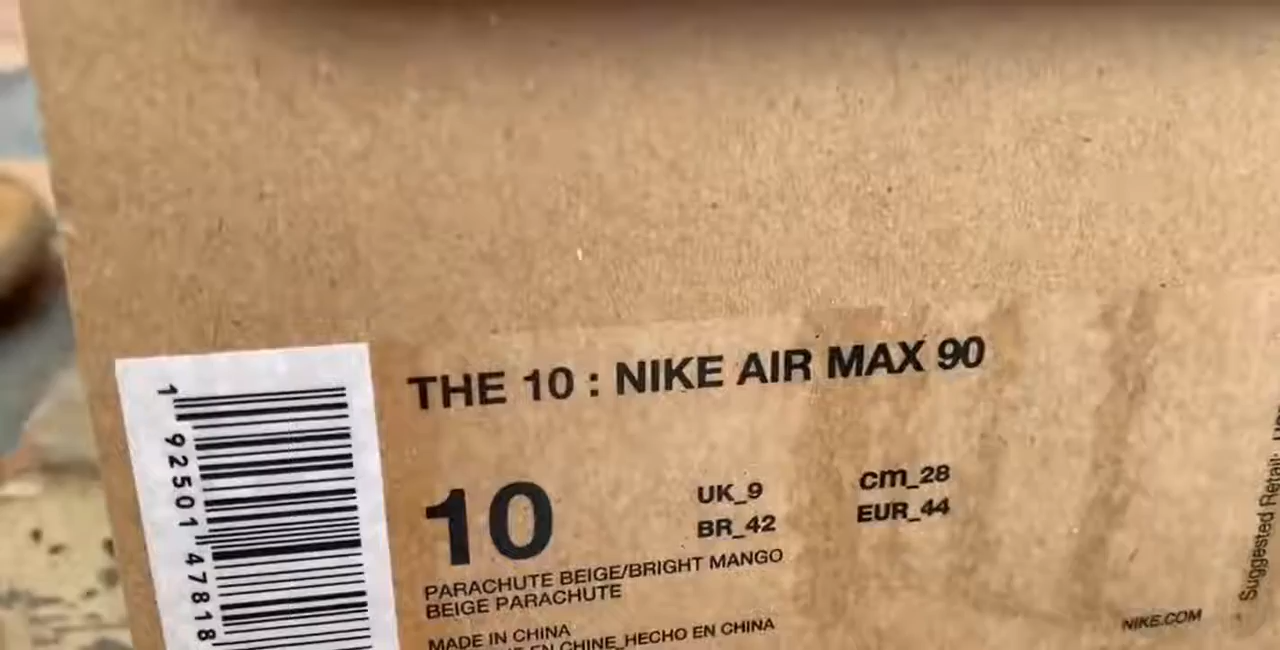 THE 10 : NIKE AIR MAX 90
10
UK_9
cm_28
BR_42
EUR_44
PARACHUTE BEIGE/BRIGHT MANGO
BEIGE PARACHUTE
MADE IN CHINA
EN CHINE_HECHO EN CHINA
NIKE.COM
Suggested Retail:
1 92501 47818